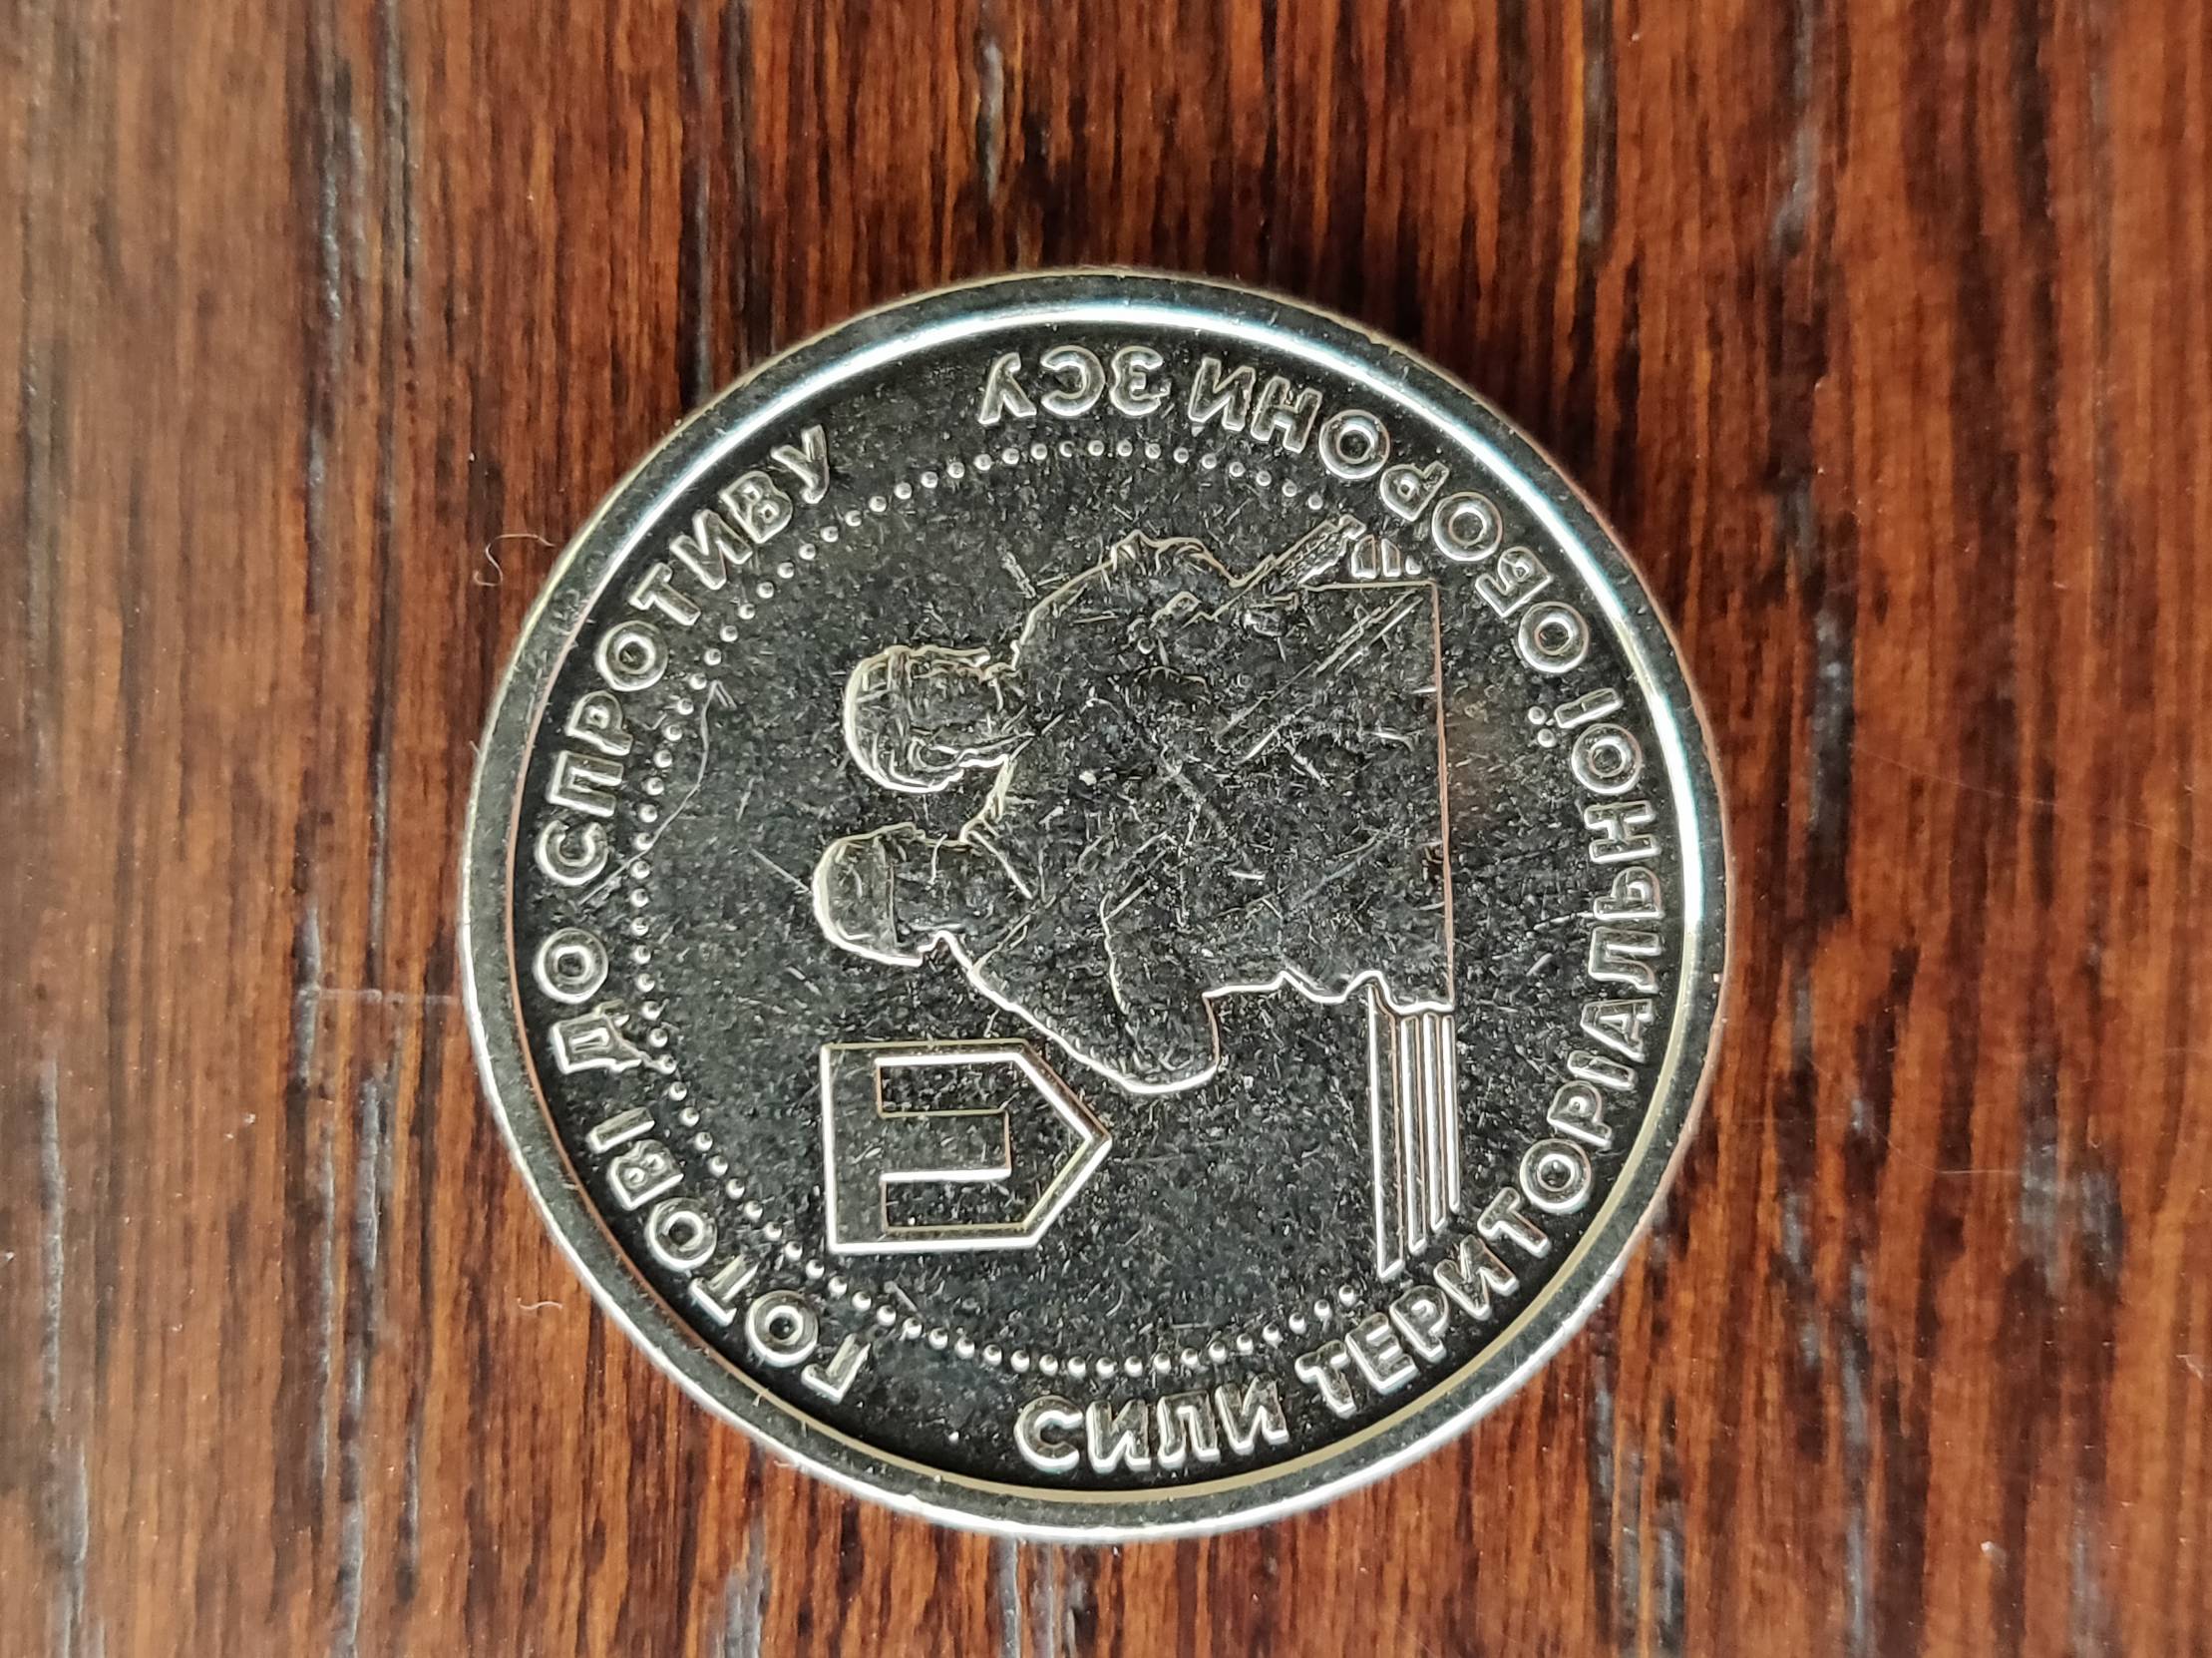 ГОТОВІ ДО СПРОТИВУ
СИЛИ ТЕРИТОРІАЛЬНОЇ ОБОРОНИ ЗСУ